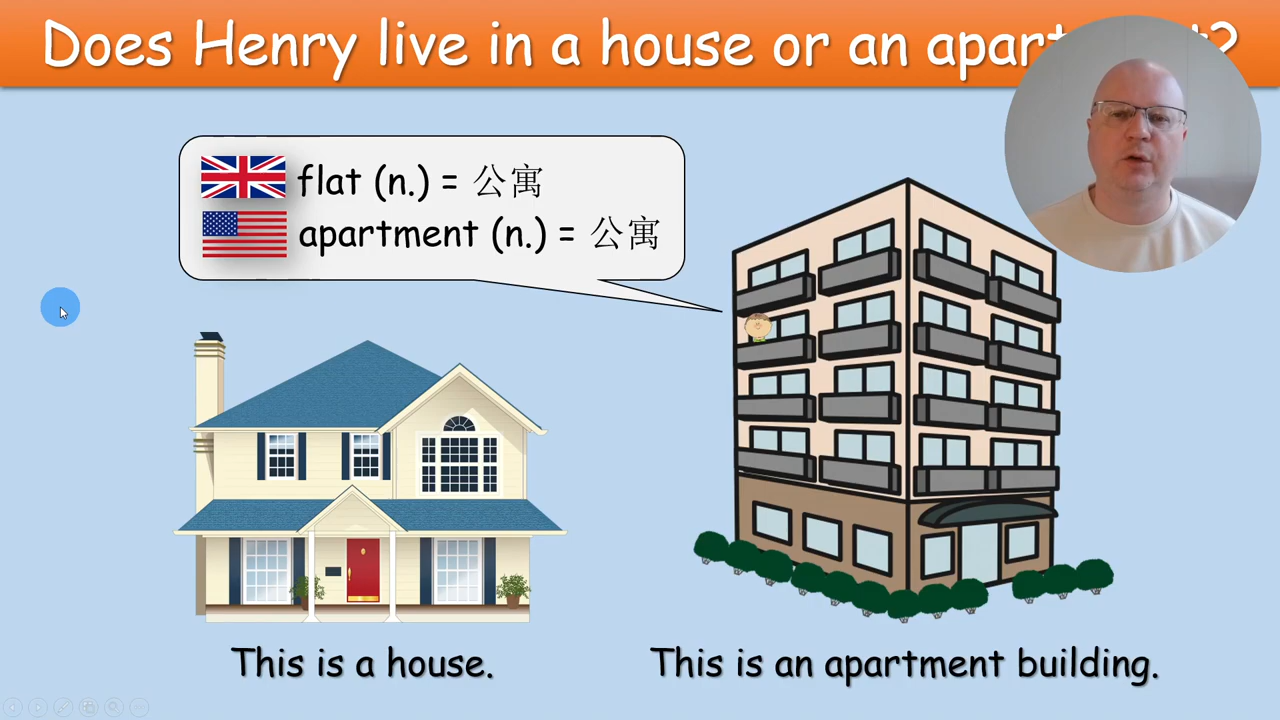 Does Henry live in a house or an apart t?
flat (n.) = 公寓
apartment (n.) = 公寓
This is a house.
This is an apartment building.